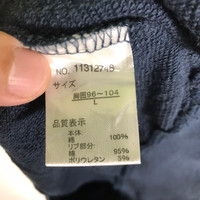 NO. 11312748
サイズ
胸囲96〜104
L
品質表示
本体:
綿 100%
リブ部分:
綿 95%
ポリウレタン 5%